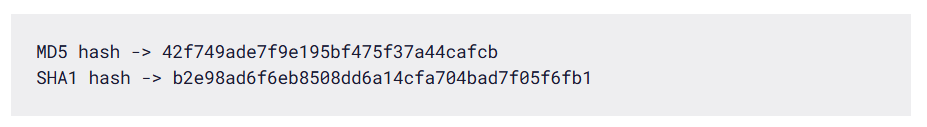 MD5 hash -> 42f749ade7f9e195bf475f37a44cafcb
SHA1 hash -> b2e98ad6f6eb8508dd6a14cfa704bad7f05f6fb1